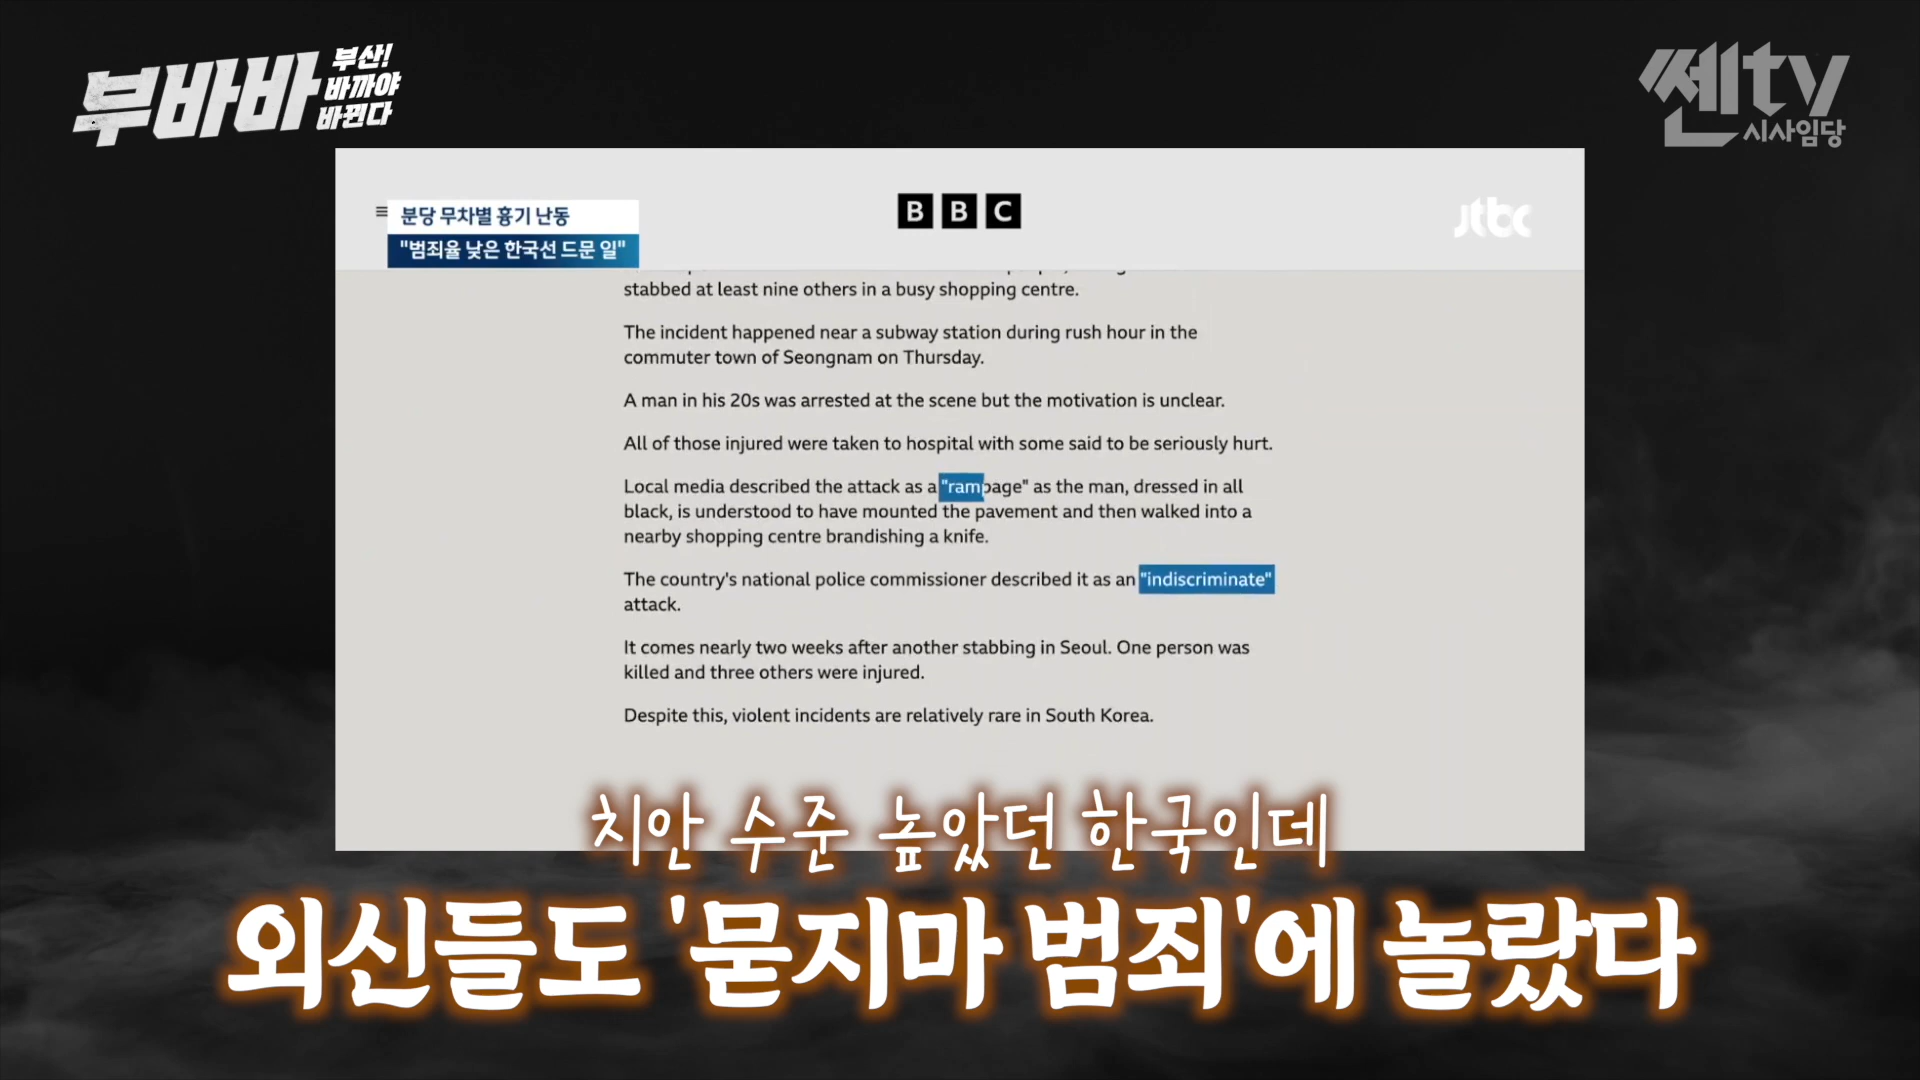 부바바
부산!
바까야
바뀐다
쎈tv
시사임당
분당 무차별 흉기 난동
"범죄율 낮은 한국선 드문 일"
BBC
jtbc
stabbed at least nine others in a busy shopping centre.
The incident happened near a subway station during rush hour in the
commuter town of Seongnam on Thursday.
A man in his 20s was arrested at the scene but the motivation is unclear.
All of those injured were taken to hospital with some said to be seriously hurt.
Local media described the attack as a "rampage" as the man, dressed in all
black, is understood to have mounted the pavement and then walked into a
nearby shopping centre brandishing a knife.
The country's national police commissioner described it as an "indiscriminate"
attack.
It comes nearly two weeks after another stabbing in Seoul. One person was
killed and three others were injured.
Despite this, violent incidents are relatively rare in South Korea.
치안 수준 높았던 한국인데
외신들도 '묻지마 범죄'에 놀랐다